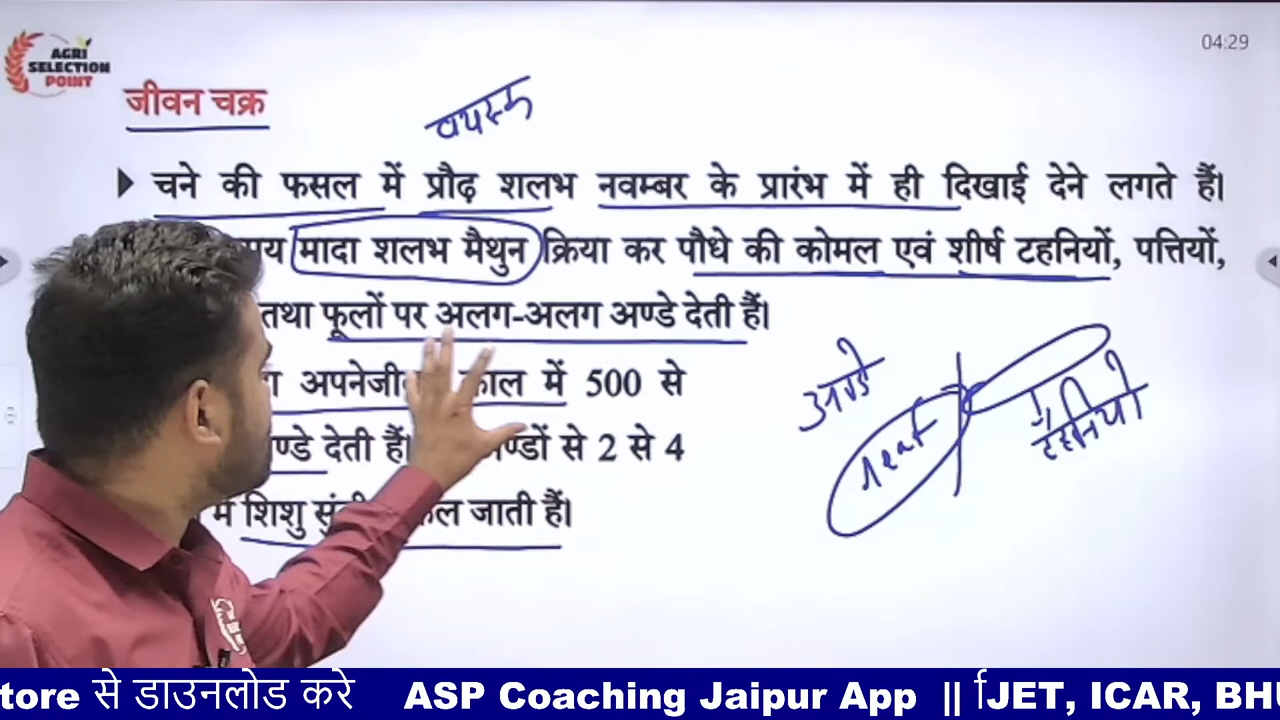 AGRI
SELECTION
POINT
04:29
जीवन चक्र
वयस्क
चने की फसल में प्रौढ़ शलभ नवम्बर के प्रारंभ में ही दिखाई देने लगते हैं।
मादा शलभ मैथुन क्रिया कर पौधे की कोमल एवं शीर्ष टहनियों, पत्तियों,
तथा फूलों पर अलग-अलग अण्डे देती हैं।
अपनेजी काल में 500 से
अण्डे देती हैं। ण्डों से 2 से 4
में शिशु सुं कल जाती हैं।
अण्डे
leaf
टहनियों
tore से डाउनलोड करे ASP Coaching Jaipur App || JET, ICAR, BHU